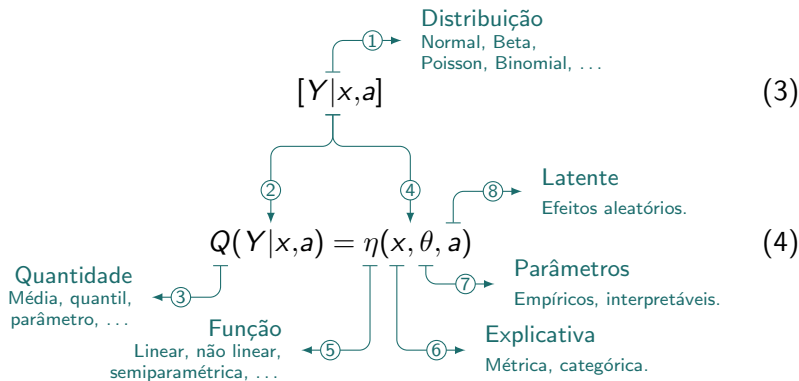 ① Distribuição
Normal, Beta,
Poisson, Binomial, ...
[Y|x,a] (3)
② ④ ⑧ Latente
Efeitos aleatórios.
Q(Y|x,a) = η(x, θ, a) (4)
Quantidade
Média, quantil,
parâmetro, ...
③
⑦ Parâmetros
Empíricos, interpretáveis.
Função
Linear, não linear,
semiparamétrica, ...
⑤
⑥ Explicativa
Métrica, categórica.